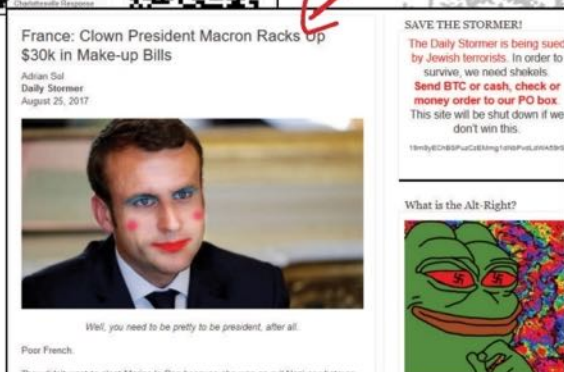 Charlottesville Response
France: Clown President Macron Racks Up
$30k in Make-up Bills
Adrian Sol
Daily Stormer
August 25, 2017
Well, you need to be pretty to be president, after all.
Poor French.
SAVE THE STORMER!
The Daily Stormer is being sued
by Jewish terrorists. In order to
survive, we need shekels.
Send BTC or cash, check or
money order to our PO box.
This site will be shut down if we
don't win this.
What is the Alt-Right?